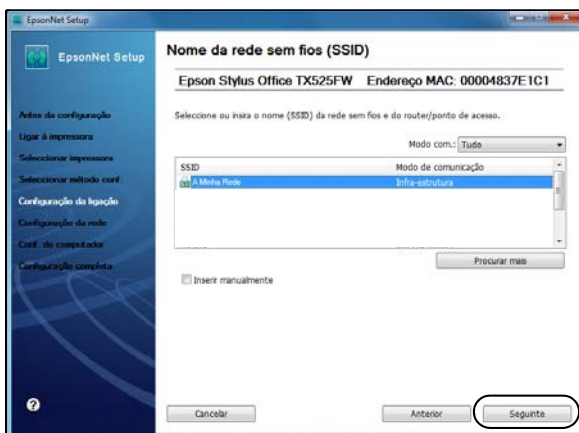 EpsonNet Setup
EpsonNet Setup
Nome da rede sem fios (SSID)
Epson Stylus Office TX525FW Endereço MAC: 00004837E1C1
Antes da configuração
Ligar à impressora
Seleccionar impressora
Seleccionar método conf.
Configuração da ligação
Configuração da rede
Conf. do computador
Configuração completa
Seleccione ou insira o nome (SSID) da rede sem fios e do router/ponto de acesso.
Modo com.: Tudo
SSID Modo de comunicação
A Minha Rede Infra-estrutura
Procurar mais
Inserir manualmente
?
Cancelar Anterior Seguinte